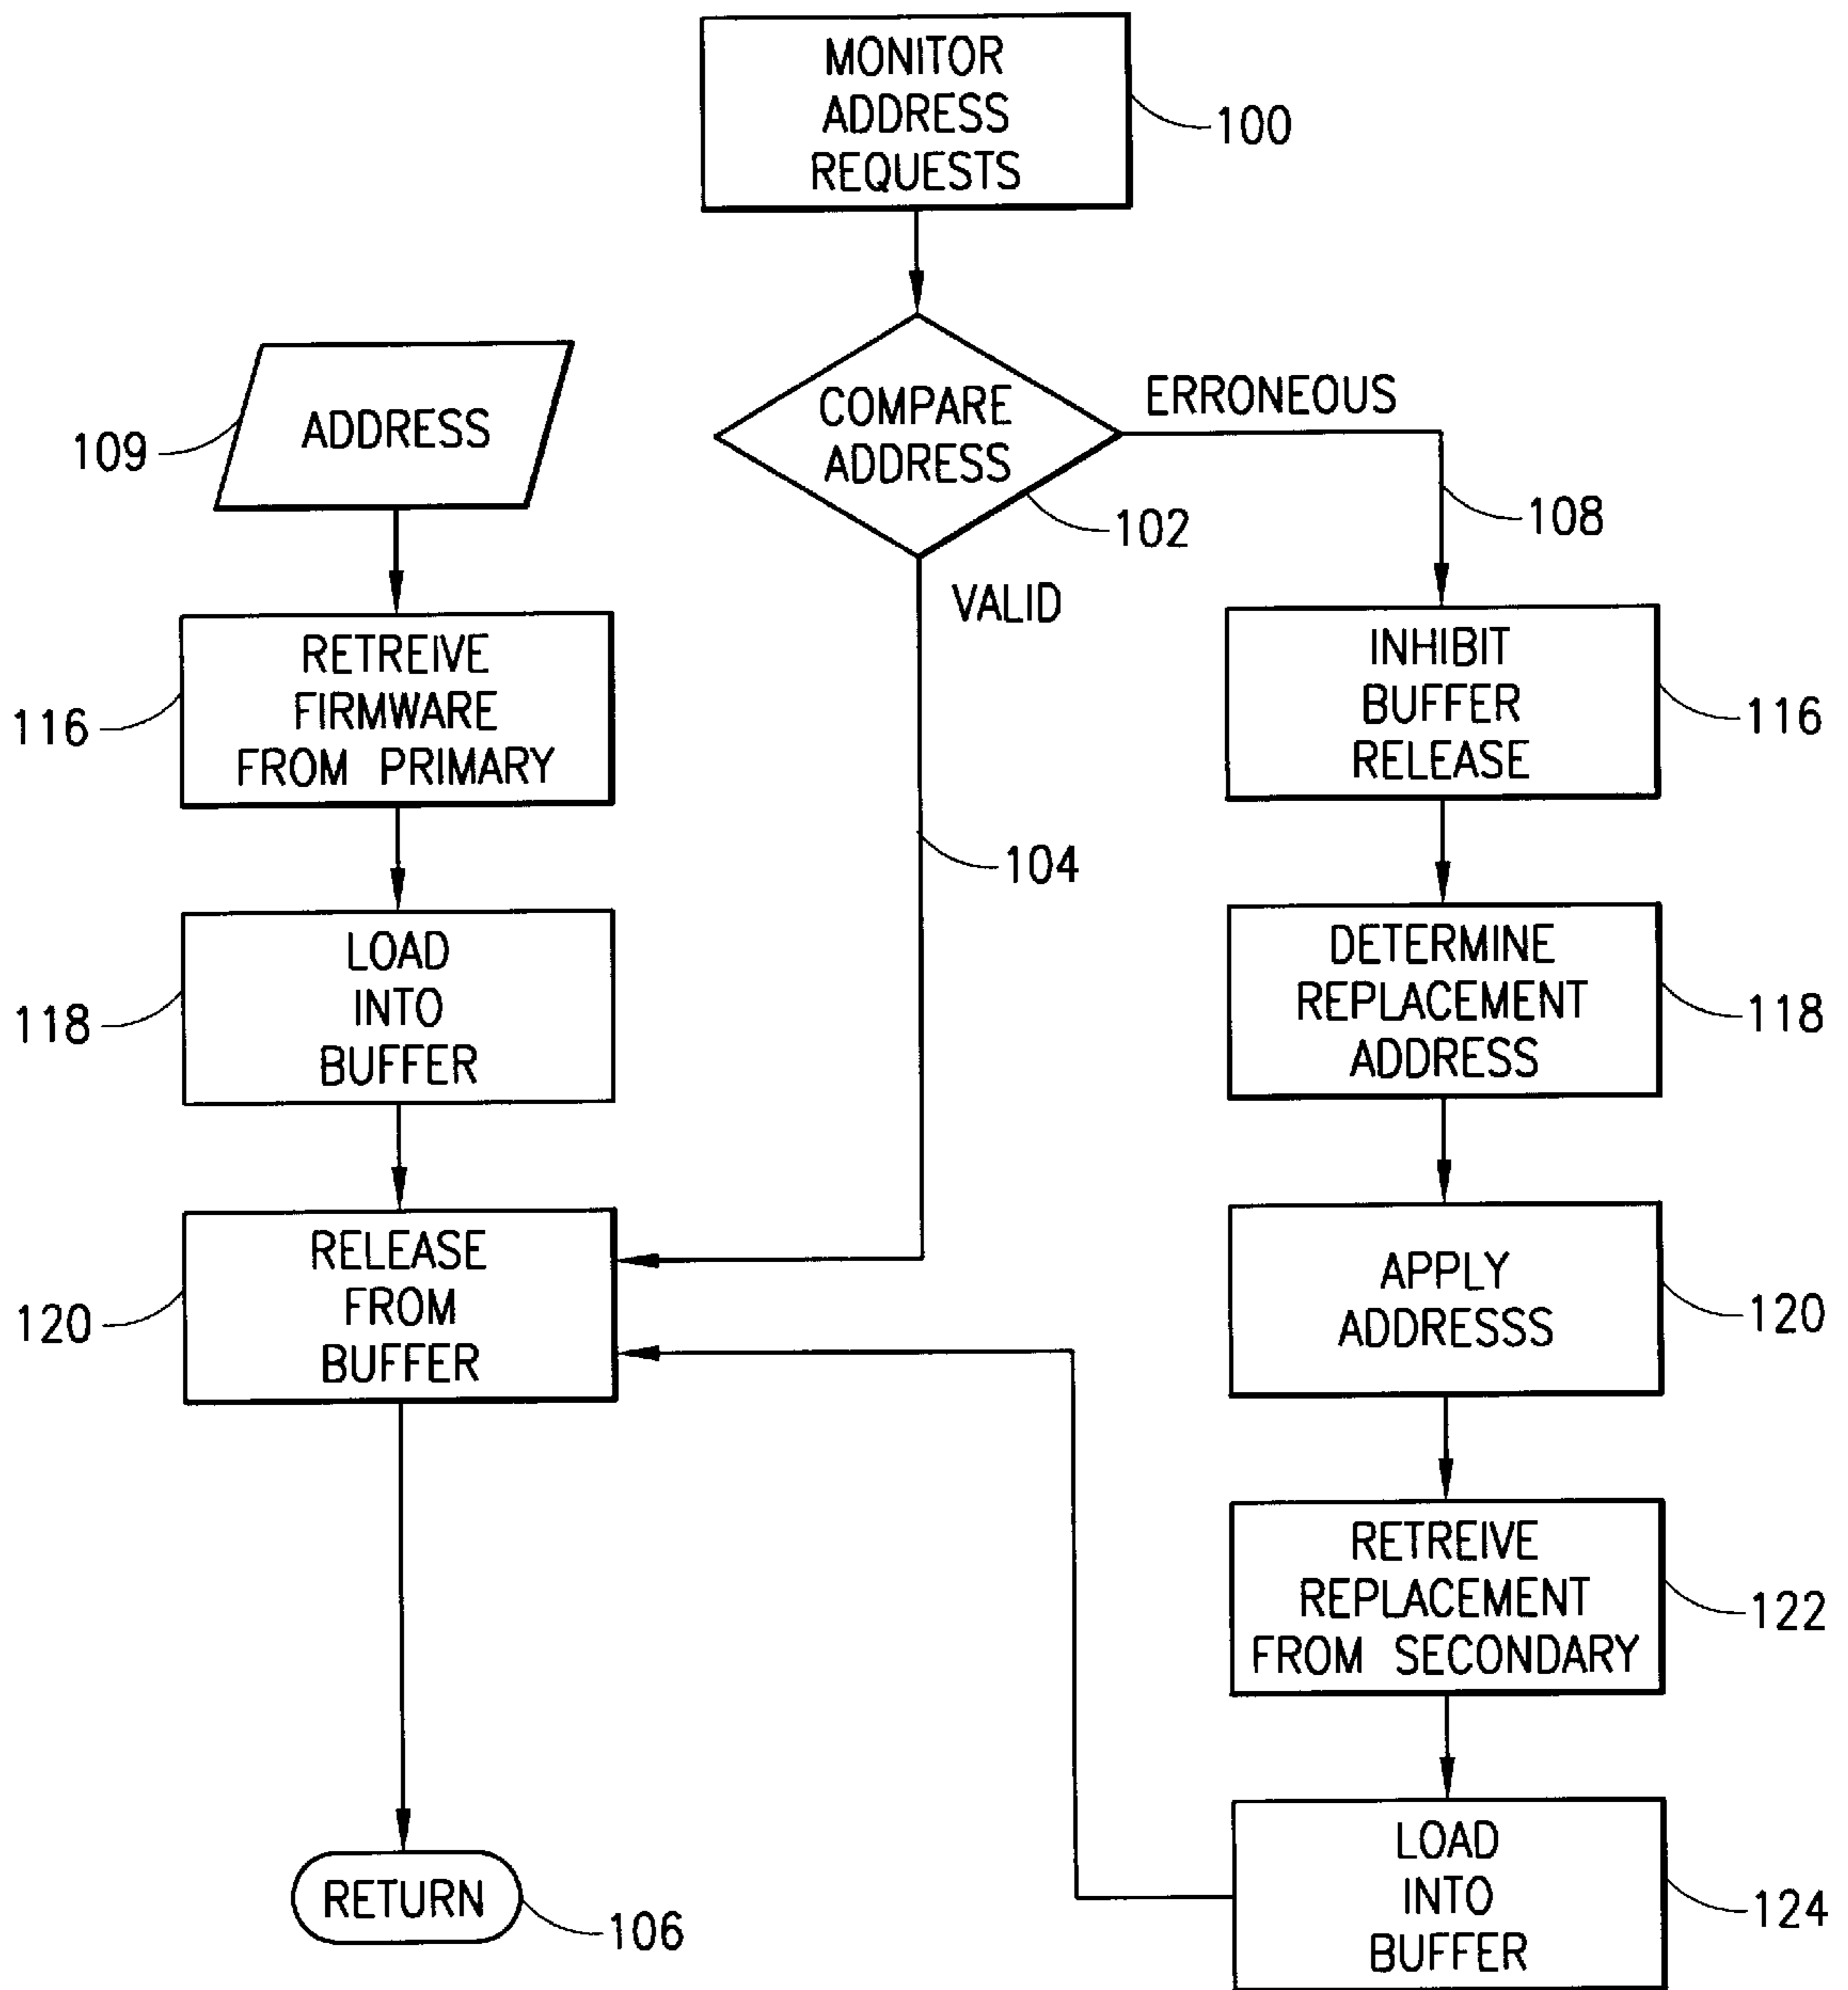 MONITOR
ADDRESS
REQUESTS
100
COMPARE
ADDRESS
102
ERRONEOUS
108
VALID
104
ADDRESS
109
RETREIVE
FIRMWARE
FROM PRIMARY
116
LOAD
INTO
BUFFER
118
RELEASE
FROM
BUFFER
120
RETURN
106
INHIBIT
BUFFER
RELEASE
116
DETERMINE
REPLACEMENT
ADDRESS
118
APPLY
ADDRESSS
120
RETREIVE
REPLACEMENT
FROM SECONDARY
122
LOAD
INTO
BUFFER
124